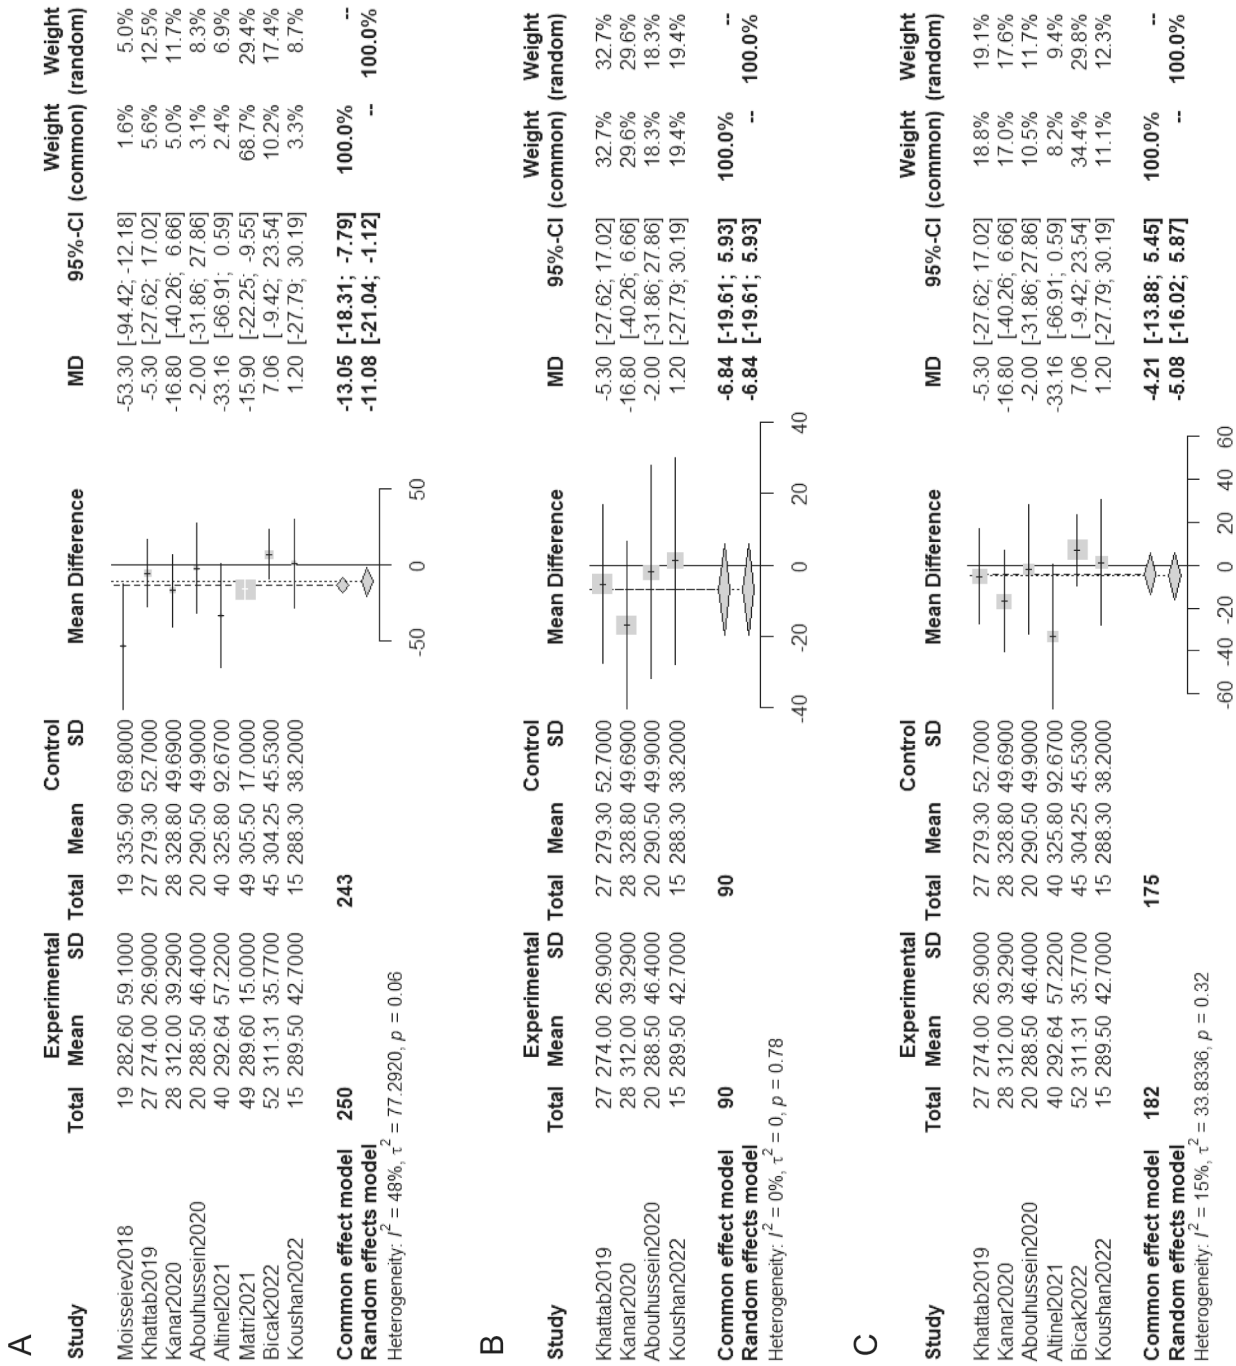 A
Experimental Control Weight Weight
Study Total Mean SD Total Mean SD Mean Difference MD 95%-CI (common) (random)
Moisseiev2018 19 282.60 59.1000 19 335.90 69.8000 -53.30 [-94.42; -12.18] 1.6% 5.0%
Khattab2019 27 274.00 26.9000 27 279.30 52.7000 -5.30 [-27.62; 17.02] 5.6% 12.5%
Kanar2020 28 312.00 39.2900 28 328.80 49.6900 -16.80 [-40.26; 6.66] 5.0% 11.7%
Abouhussein2020 20 288.50 46.4000 20 290.50 49.9000 -2.00 [-31.86; 27.86] 3.1% 8.3%
Altinel2021 40 292.64 57.2200 40 325.80 92.6700 -33.16 [-66.91; 0.59] 2.4% 6.9%
Matri2021 49 289.60 15.0000 49 305.50 17.0000 -15.90 [-22.25; -9.55] 68.7% 29.4%
Bicak2022 52 311.31 35.7700 45 304.25 45.5300 7.06 [-9.42; 23.54] 10.2% 17.4%
Koushan2022 15 289.50 42.7000 15 288.30 38.2000 1.20 [-27.79; 30.19] 3.3% 8.7%
Common effect model 250 243 -13.05 [-18.31; -7.79] 100.0% --
Random effects model -11.08 [-21.04; -1.12] -- 100.0%
Heterogeneity: I² = 48%, τ² = 77.2920, p = 0.06
-50 0 50
B
Experimental Control Weight Weight
Study Total Mean SD Total Mean SD Mean Difference MD 95%-CI (common) (random)
Khattab2019 27 274.00 26.9000 27 279.30 52.7000 -5.30 [-27.62; 17.02] 32.7% 32.7%
Kanar2020 28 312.00 39.2900 28 328.80 49.6900 -16.80 [-40.26; 6.66] 29.6% 29.6%
Abouhussein2020 20 288.50 46.4000 20 290.50 49.9000 -2.00 [-31.86; 27.86] 18.3% 18.3%
Koushan2022 15 289.50 42.7000 15 288.30 38.2000 1.20 [-27.79; 30.19] 19.4% 19.4%
Common effect model 90 90 -6.84 [-19.61; 5.93] 100.0% --
Random effects model -6.84 [-19.61; 5.93] -- 100.0%
Heterogeneity: I² = 0%, τ² = 0, p = 0.78
-40 -20 0 20 40
C
Experimental Control Weight Weight
Study Total Mean SD Total Mean SD Mean Difference MD 95%-CI (common) (random)
Khattab2019 27 274.00 26.9000 27 279.30 52.7000 -5.30 [-27.62; 17.02] 18.8% 19.1%
Kanar2020 28 312.00 39.2900 28 328.80 49.6900 -16.80 [-40.26; 6.66] 17.0% 17.6%
Abouhussein2020 20 288.50 46.4000 20 290.50 49.9000 -2.00 [-31.86; 27.86] 10.5% 11.7%
Altinel2021 40 292.64 57.2200 40 325.80 92.6700 -33.16 [-66.91; 0.59] 8.2% 9.4%
Bicak2022 52 311.31 35.7700 45 304.25 45.5300 7.06 [-9.42; 23.54] 34.4% 29.8%
Koushan2022 15 289.50 42.7000 15 288.30 38.2000 1.20 [-27.79; 30.19] 11.1% 12.3%
Common effect model 182 175 -4.21 [-13.88; 5.45] 100.0% --
Random effects model -5.08 [-16.02; 5.87] -- 100.0%
Heterogeneity: I² = 15%, τ² = 33.8336, p = 0.32
-60 -40 -20 0 20 40 60